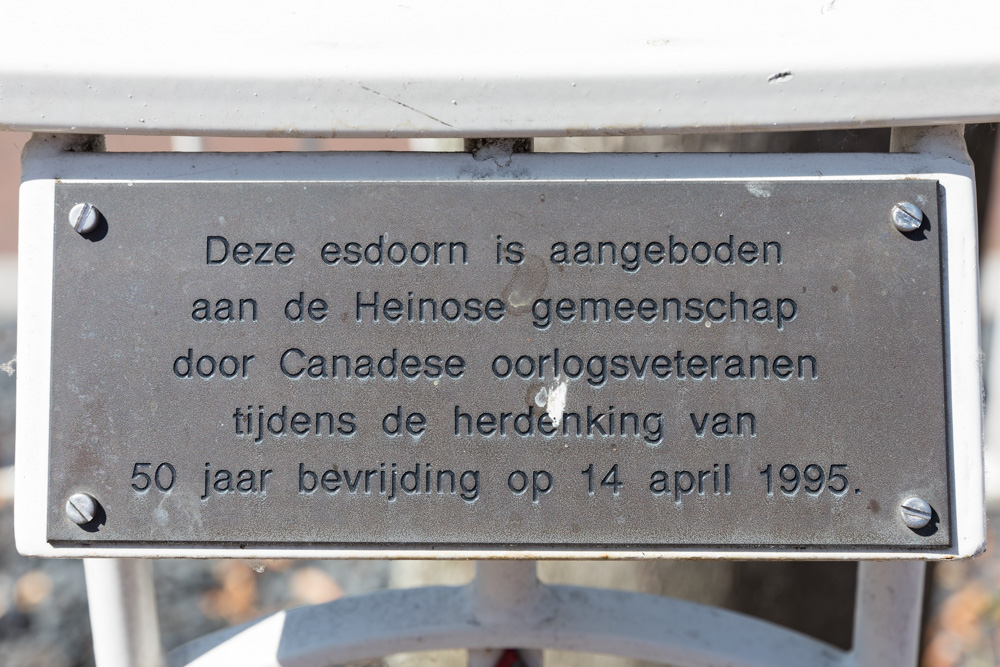 Deze esdoorn is aangeboden
aan de Heinose gemeenschap
door Canadese oorlogsveteranen
tijdens de herdenking van
50 jaar bevrijding op 14 april 1995.